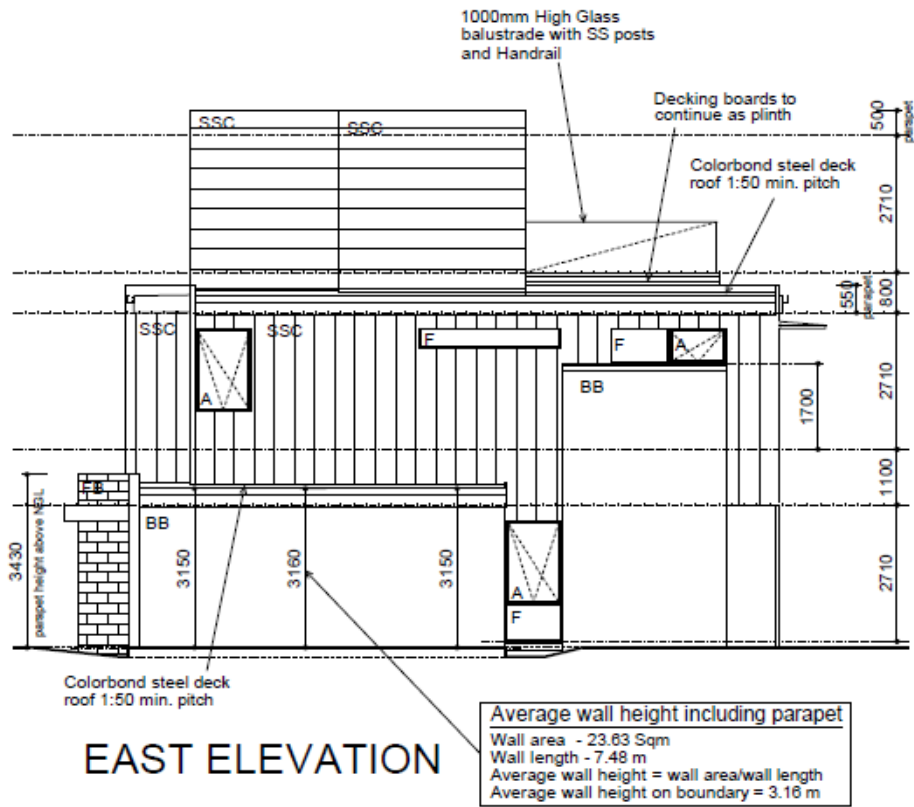 1000mm High Glass
balustrade with SS posts
and Handrail
Decking boards to
continue as plinth
Colorbond steel deck
roof 1:50 min. pitch
500
parapet
SSC
SSC
2710
800
550
parapet
SSC
SSC
F
F
A
A
BB
2710
1700
1100
FB
BB
3430
parapet height above NGL
3150
3160
3150
A
F
2710
Colorbond steel deck
roof 1:50 min. pitch
EAST ELEVATION
Average wall height including parapet
Wall area - 23.63 Sqm
Wall length - 7.48 m
Average wall height = wall area/wall length
Average wall height on boundary = 3.16 m